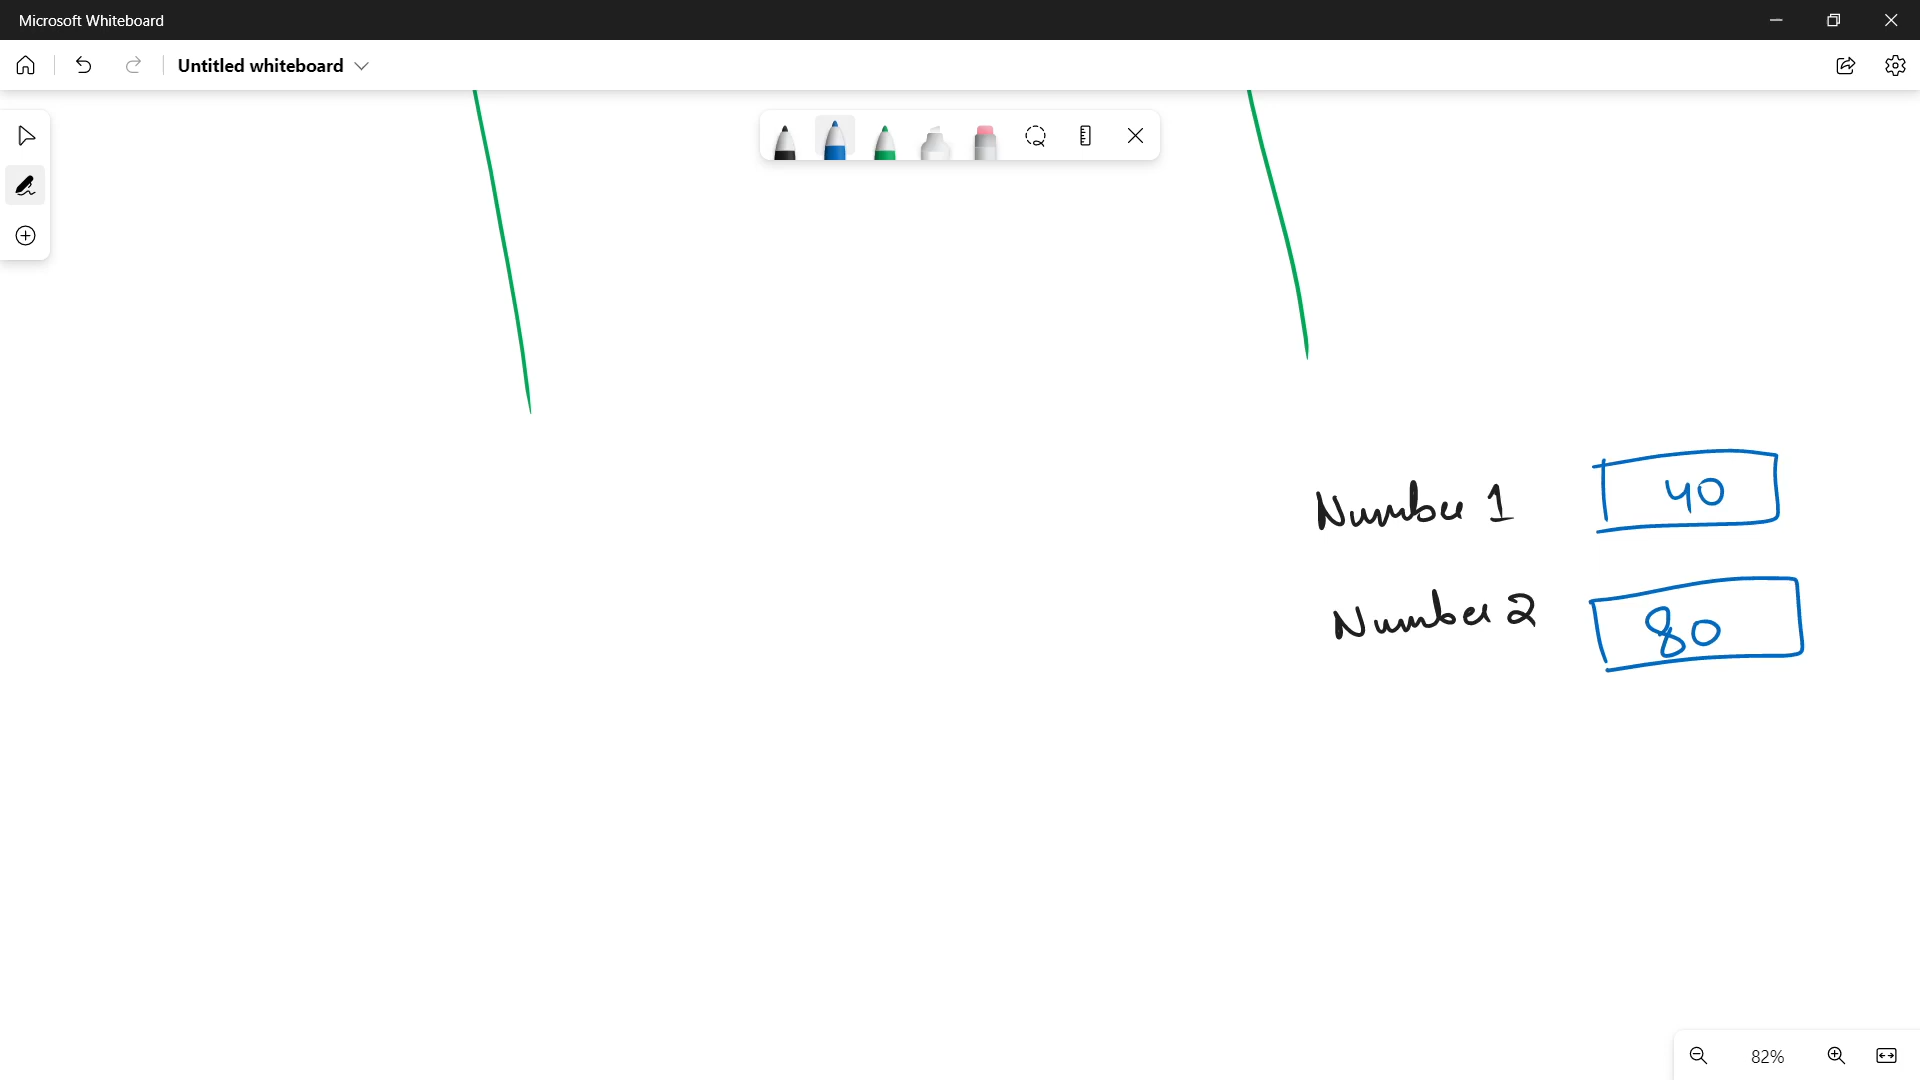 Microsoft Whiteboard
Untitled whiteboard
Number 1 40
Number 2 80
82%